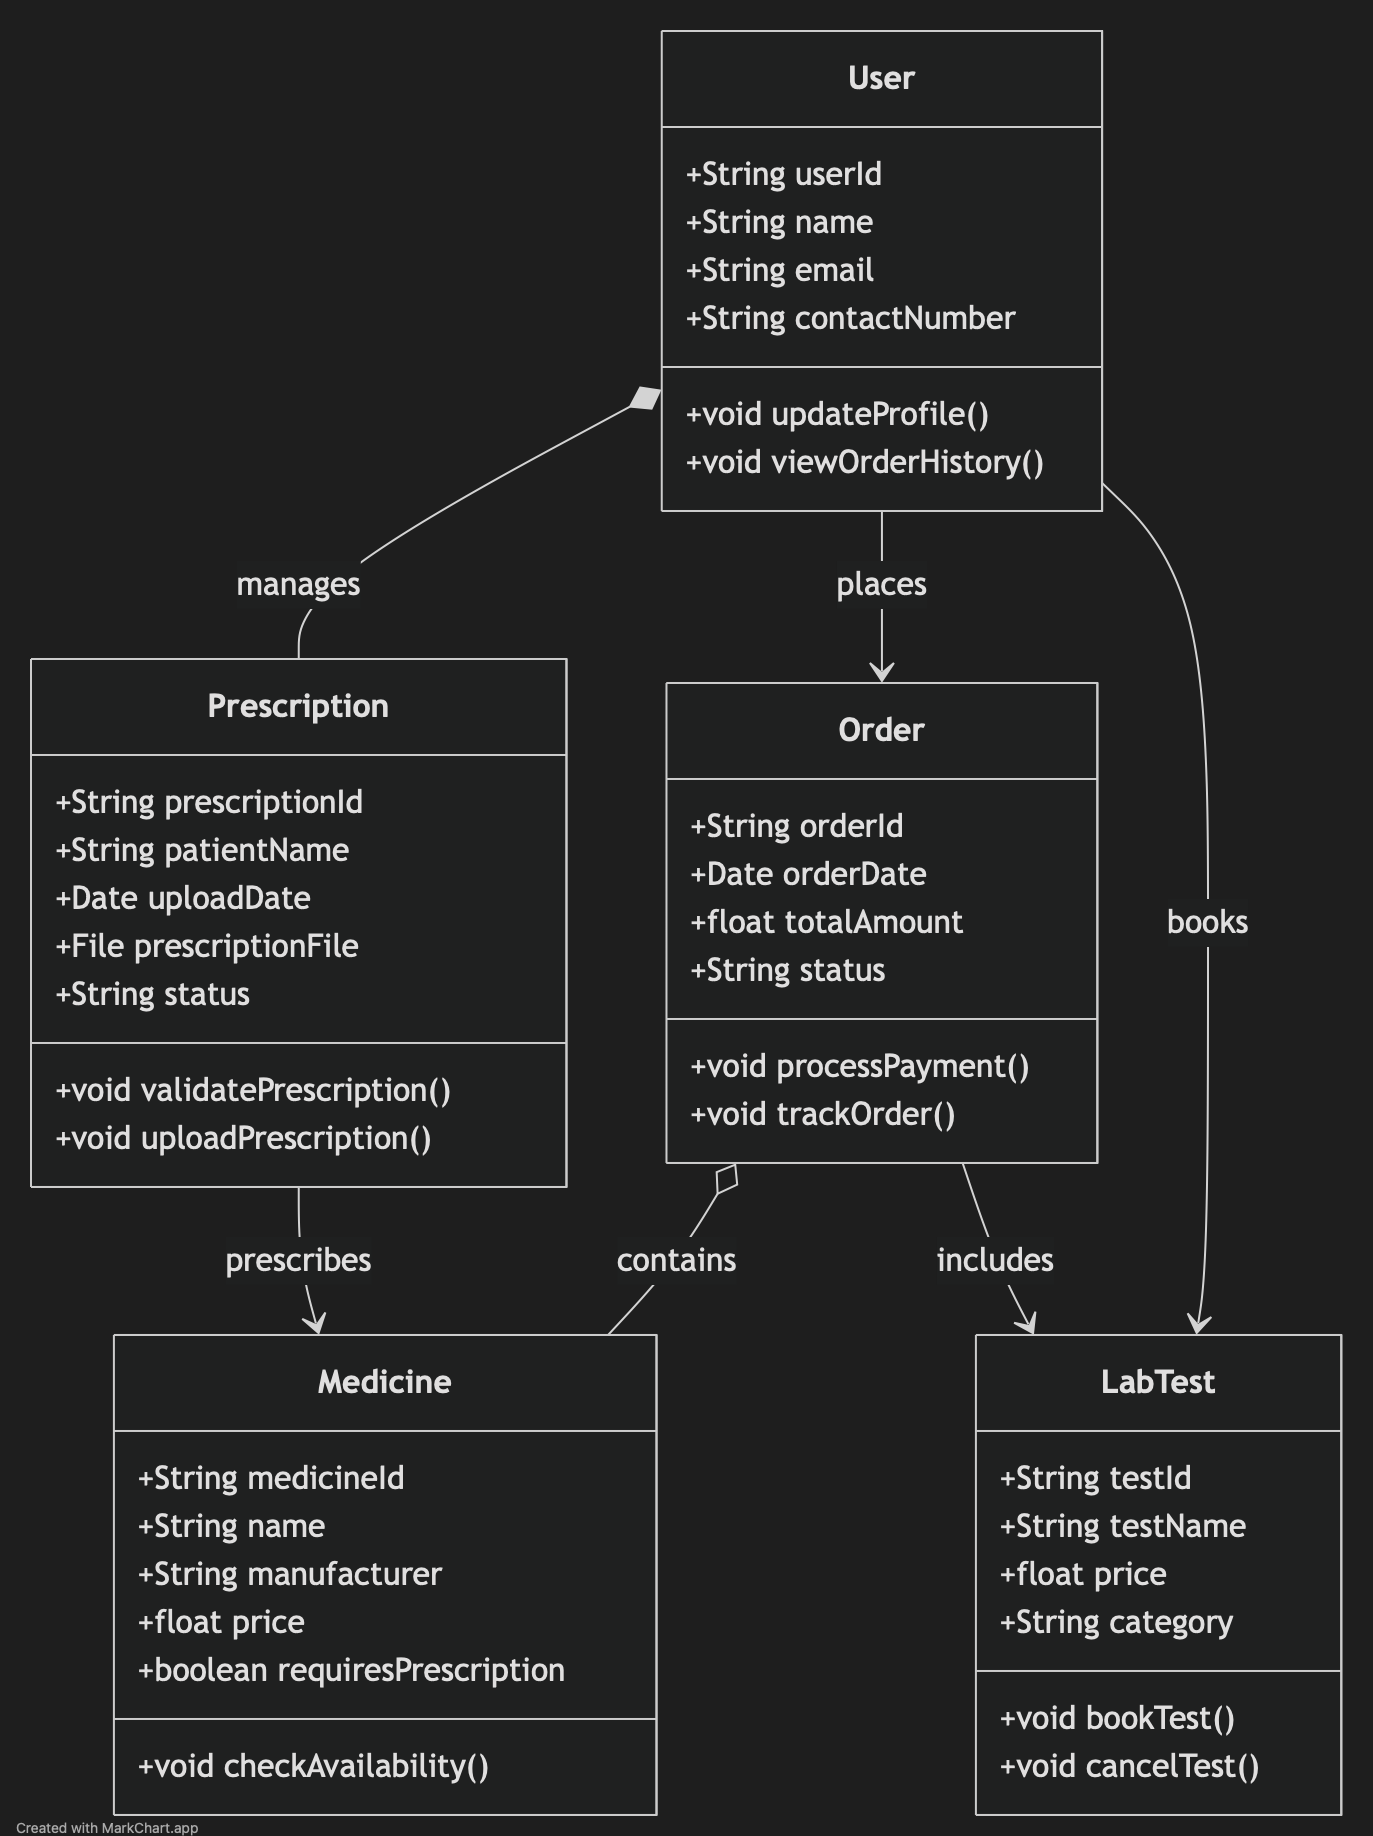 User
+String userId
+String name
+String email
+String contactNumber
+void updateProfile()
+void viewOrderHistory()
manages
places
books
Prescription
+String prescriptionId
+String patientName
+Date uploadDate
+File prescriptionFile
+String status
+void validatePrescription()
+void uploadPrescription()
Order
+String orderId
+Date orderDate
+float totalAmount
+String status
+void processPayment()
+void trackOrder()
prescribes
contains
includes
Medicine
+String medicineId
+String name
+String manufacturer
+float price
+boolean requiresPrescription
+void checkAvailability()
LabTest
+String testId
+String testName
+float price
+String category
+void bookTest()
+void cancelTest()
Created with MarkChart.app